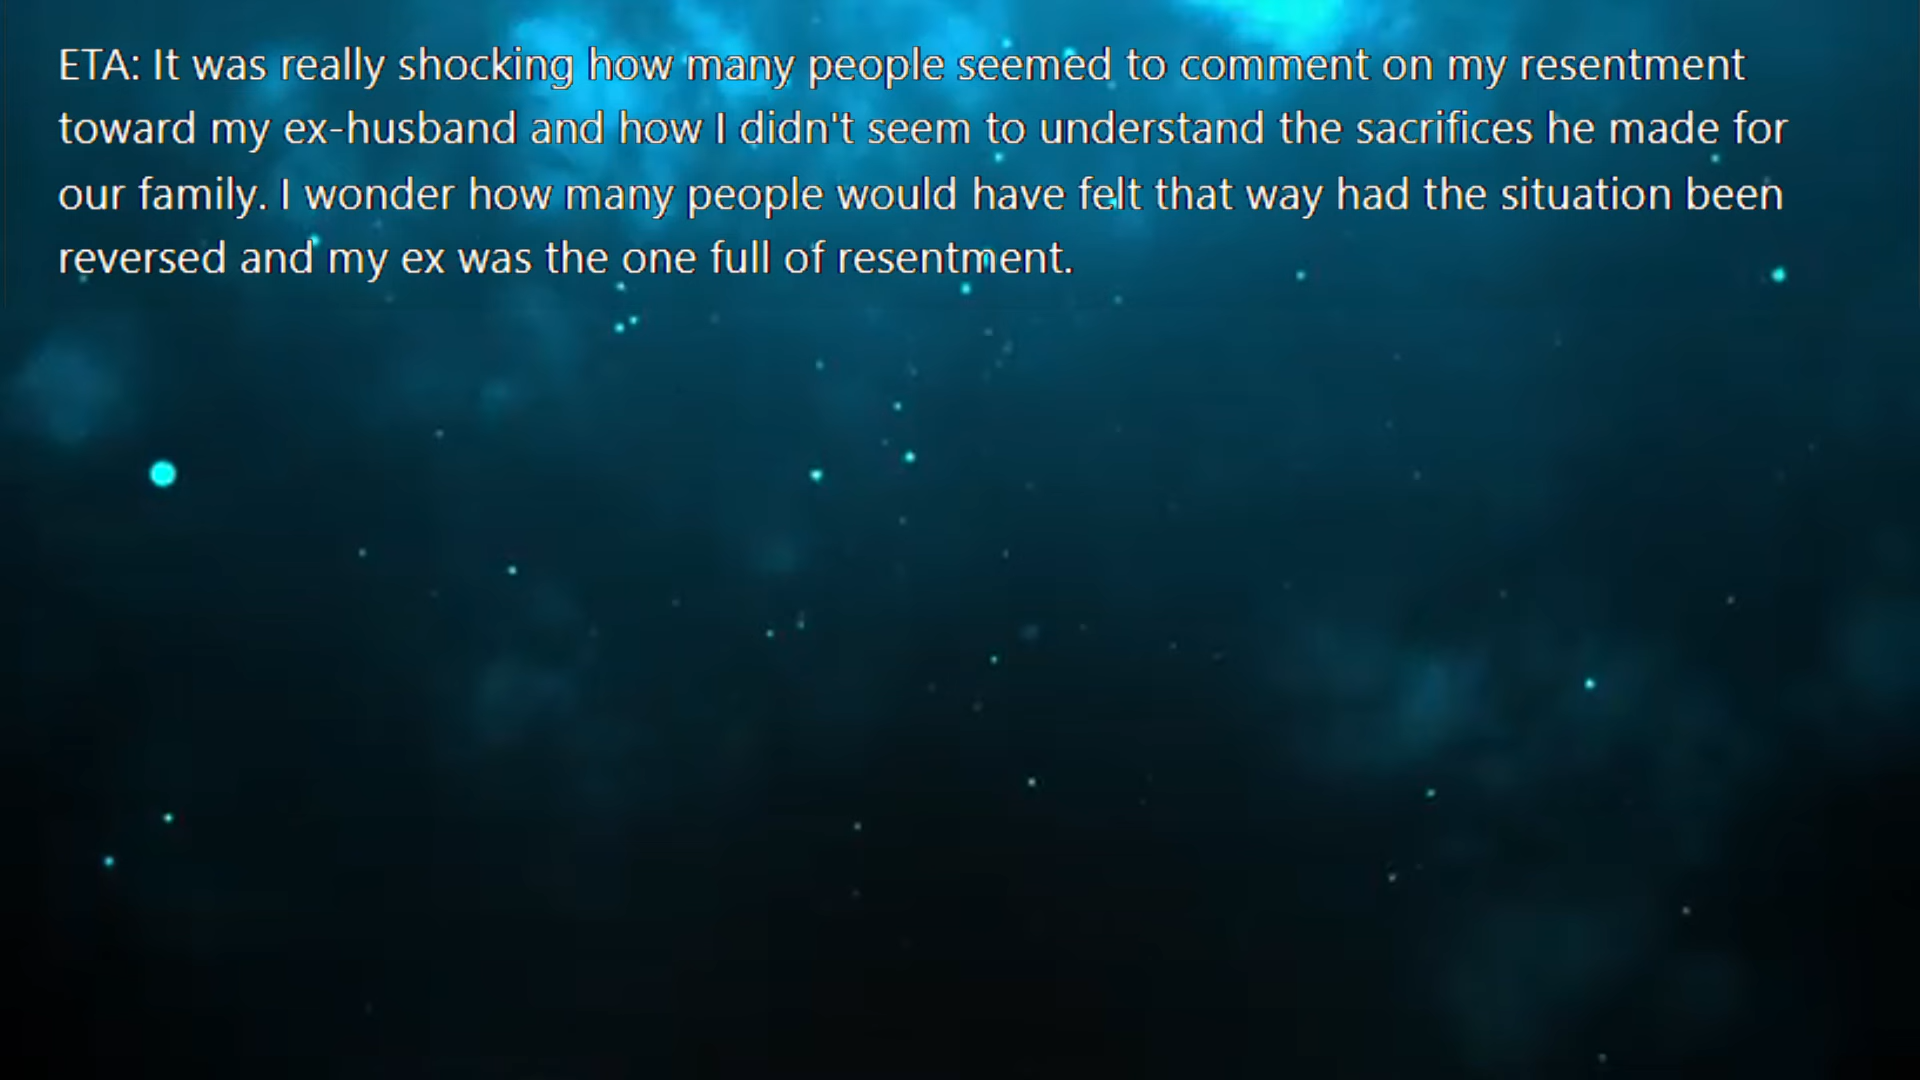 ETA: It was really shocking how many people seemed to comment on my resentment
toward my ex-husband and how I didn't seem to understand the sacrifices he made for
our family. I wonder how many people would have felt that way had the situation been
reversed and my ex was the one full of resentment.